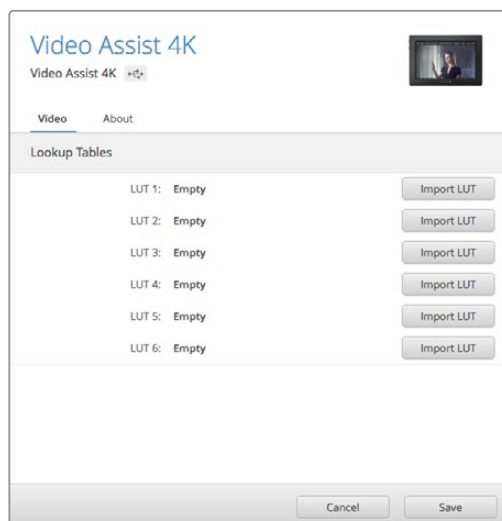 Video Assist 4K
Video Assist 4K
Video About
Lookup Tables
LUT 1: Empty Import LUT
LUT 2: Empty Import LUT
LUT 3: Empty Import LUT
LUT 4: Empty Import LUT
LUT 5: Empty Import LUT
LUT 6: Empty Import LUT
Cancel Save